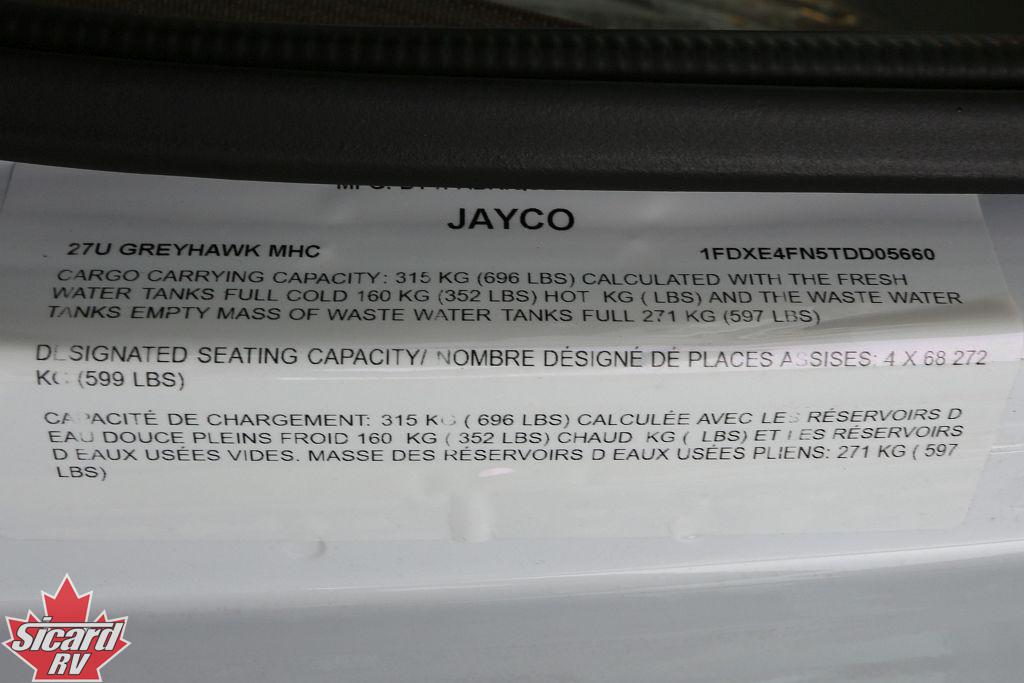 JAYCO
27U GREYHAWK MHC 1FDXE4FN5TDD05660
CARGO CARRYING CAPACITY: 315 KG (696 LBS) CALCULATED WITH THE FRESH
WATER TANKS FULL COLD 160 KG (352 LBS) HOT KG ( LBS) AND THE WASTE WATER
TANKS EMPTY MASS OF WASTE WATER TANKS FULL 271 KG (597 LBS)
DESIGNATED SEATING CAPACITY/ NOMBRE DÉSIGNÉ DÉ PLACES ASSISES: 4 X 68 272
KG (599 LBS)
CAPACITÉ DE CHARGEMENT: 315 KG ( 696 LBS) CALCULÉE AVEC LES RÉSERVOIRS D
EAU DOUCE PLEINS FROID 160 KG ( 352 LBS) CHAUD KG ( LBS) ET LES RÉSERVOIRS
D EAUX USÉES VIDES. MASSE DES RÉSERVOIRS D EAUX USÉES PLIENS: 271 KG ( 597
LBS)
Sicard
RV